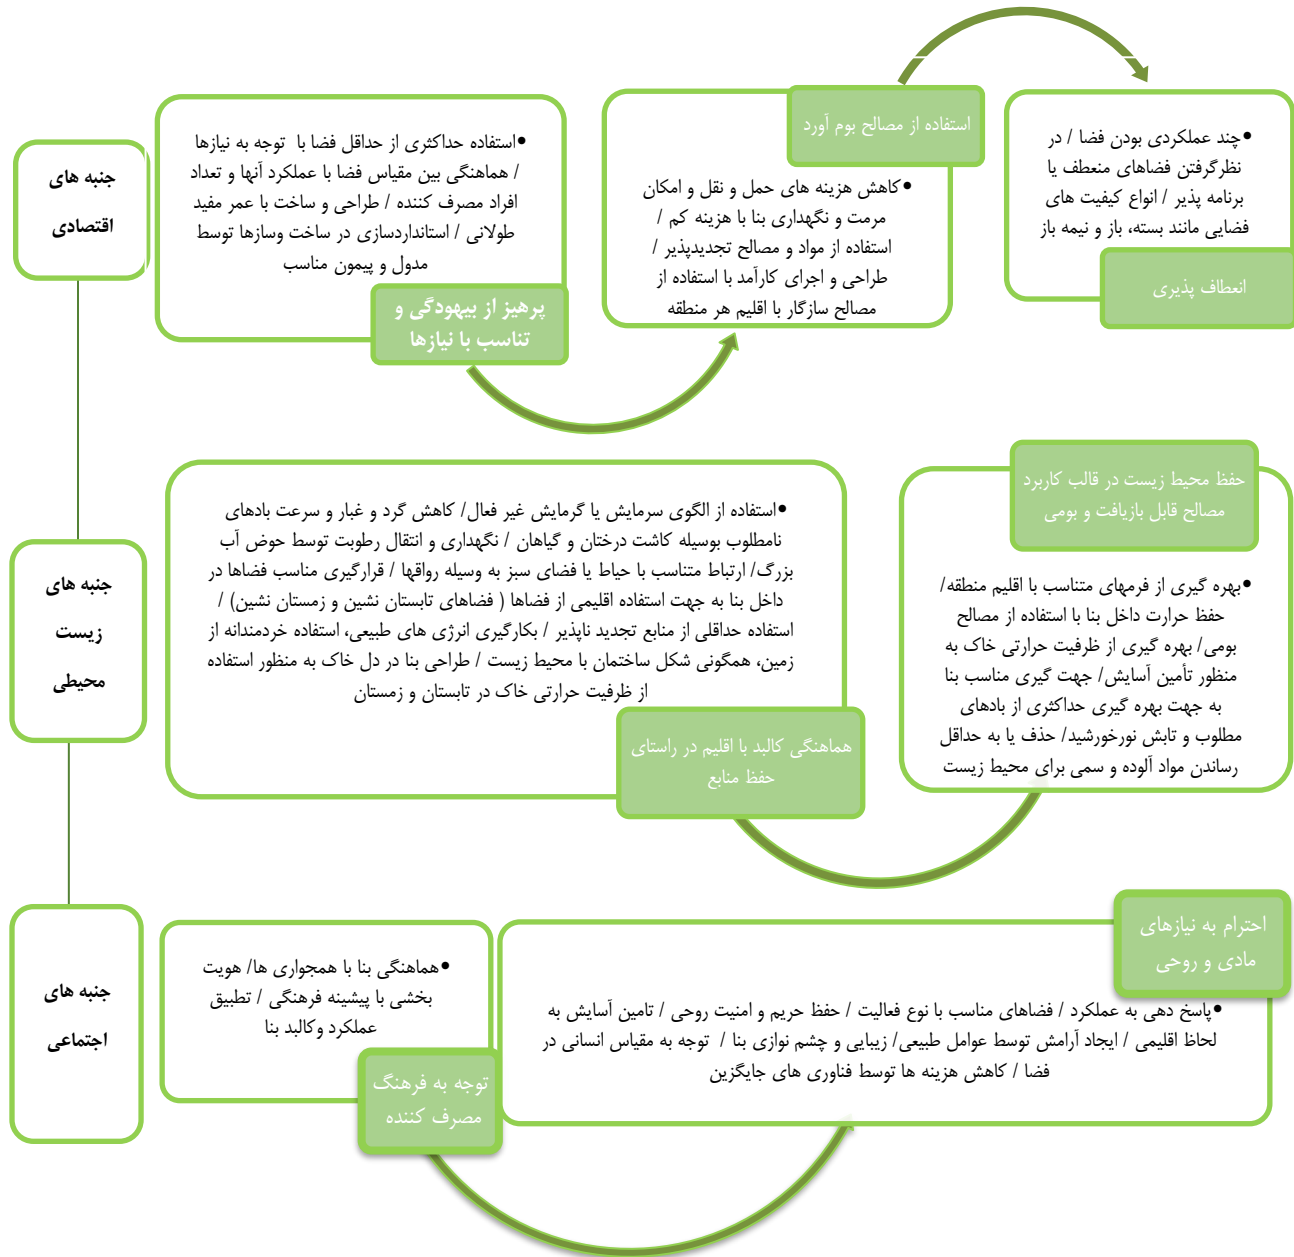 جنبه های
اقتصادی
•استفاده حداکثری از حداقل فضا با توجه به نیازها
/ هماهنگی بین مقیاس فضا با عملکرد آنها و تعداد
افراد مصرف کننده / طراحی و ساخت با عمر مفید
طولانی / استانداردسازی در ساخت وسازها توسط
مدول و پیمون مناسب
پرهیز از بیهودگی و
تناسب با نیازها
استفاده از مصالح بوم آورد
•کاهش هزینه های حمل و نقل و امکان
مرمت و نگهداری بنا با هزینه کم /
استفاده از مواد و مصالح تجدیدپذیر /
طراحی و اجرای کارآمد با استفاده از
مصالح سازگار با اقلیم هر منطقه
•چند عملکردی بودن فضا / در
نظرگرفتن فضاهای منعطف یا
برنامه پذیر / انواع کیفیت های
فضایی مانند بسته، باز و نیمه باز
انعطاف پذیری
جنبه های
زیست
محیطی
•استفاده از الگوی سرمایش یا گرمایش غیر فعال/ کاهش گرد و غبار و سرعت بادهای
نامطلوب بوسیله کاشت درختان و گیاهان / نگهداری و انتقال رطوبت توسط حوض آب
بزرگ/ ارتباط متناسب با حیاط یا فضای سبز به وسیله رواقها / قرارگیری مناسب فضاها در
داخل بنا به جهت استفاده اقلیمی از فضاها ( فضاهای تابستان نشین و زمستان نشین) /
استفاده حداقلی از منابع تجدید ناپذیر / بکارگیری انرژی های طبیعی، استفاده خردمندانه از
زمین، همگونی شکل ساختمان با محیط زیست / طراحی بنا در دل خاک به منظور استفاده
از ظرفیت حرارتی خاک در تابستان و زمستان
هماهنگی کالبد با اقلیم در راستای
حفظ منابع
حفظ محیط زیست در قالب کاربرد
مصالح قابل بازیافت و بومی
•بهره گیری از فرمهای متناسب با اقلیم منطقه/
حفظ حرارت داخل بنا با استفاده از مصالح
بومی/ بهره گیری از ظرفیت حرارتی خاک به
منظور تأمین آسایش/ جهت گیری مناسب بنا
به جهت بهره گیری حداکثری از بادهای
مطلوب و تابش نورخورشید/ حذف یا به حداقل
رساندن مواد آلوده و سمی برای محیط زیست
جنبه های
اجتماعی
•هماهنگی بنا با همجواری ها/ هویت
بخشی با پیشینه فرهنگی / تطبیق
عملکرد وکالبد بنا
توجه به فرهنگ
مصرف کننده
احترام به نیازهای
مادی و روحی
•پاسخ دهی به عملکرد / فضاهای مناسب با نوع فعالیت / حفظ حریم و امنیت روحی / تامین آسایش به
لحاظ اقلیمی / ایجاد آرامش توسط عوامل طبیعی/ زیبایی و چشم نوازی بنا / توجه به مقیاس انسانی در
فضا / کاهش هزینه ها توسط فناوری های جایگزین